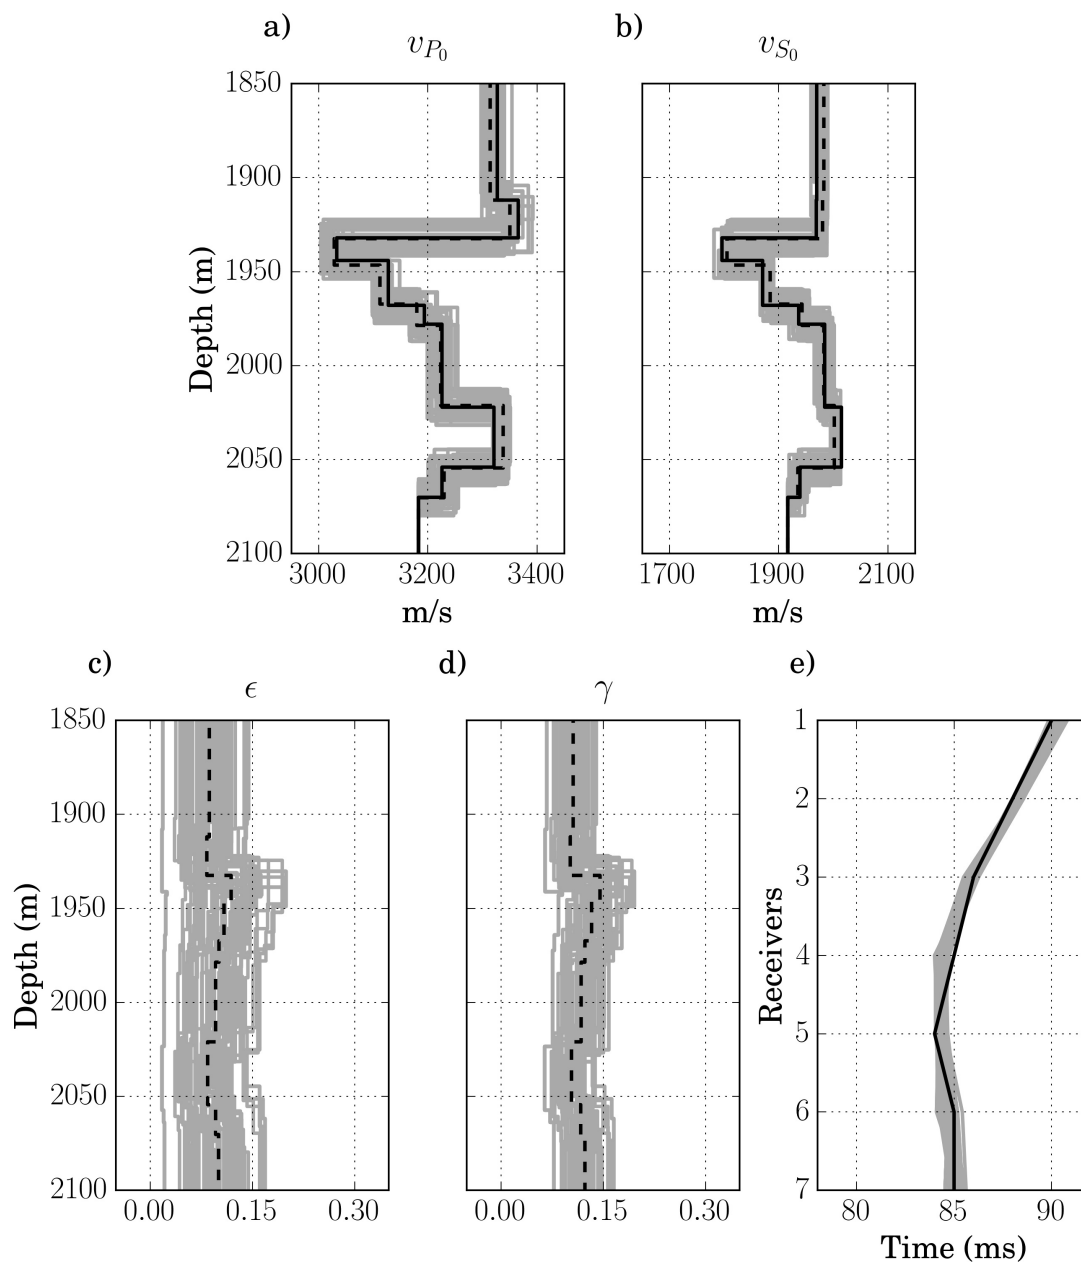 a)
v_{P_0}
b)
v_{S_0}
1850
1900
1950
2000
2050
2100
Depth (m)
3000 3200 3400
m/s
1700 1900 2100
m/s
c)
ϵ
d)
γ
e)
1850
1900
1950
2000
2050
2100
Depth (m)
0.00 0.15 0.30
0.00 0.15 0.30
1
2
3
4
5
6
7
Receivers
80 85 90
Time (ms)